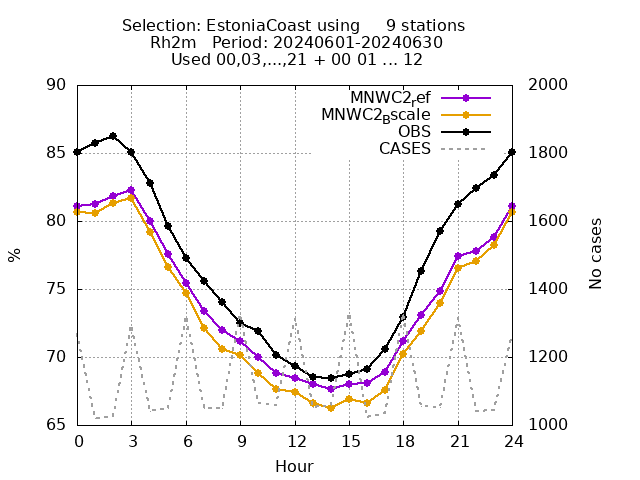 Selection: EstoniaCoast using 9 stations
Rh2m Period: 20240601-20240630
Used 00,03,...,21 + 00 01 ... 12
90 2000
MNWC2ref
MNWC2Bscale
OBS
CASES
85 1800
80 1600
%
No cases
75 1400
70 1200
65 1000
0 3 6 9 12 15 18 21 24
Hour